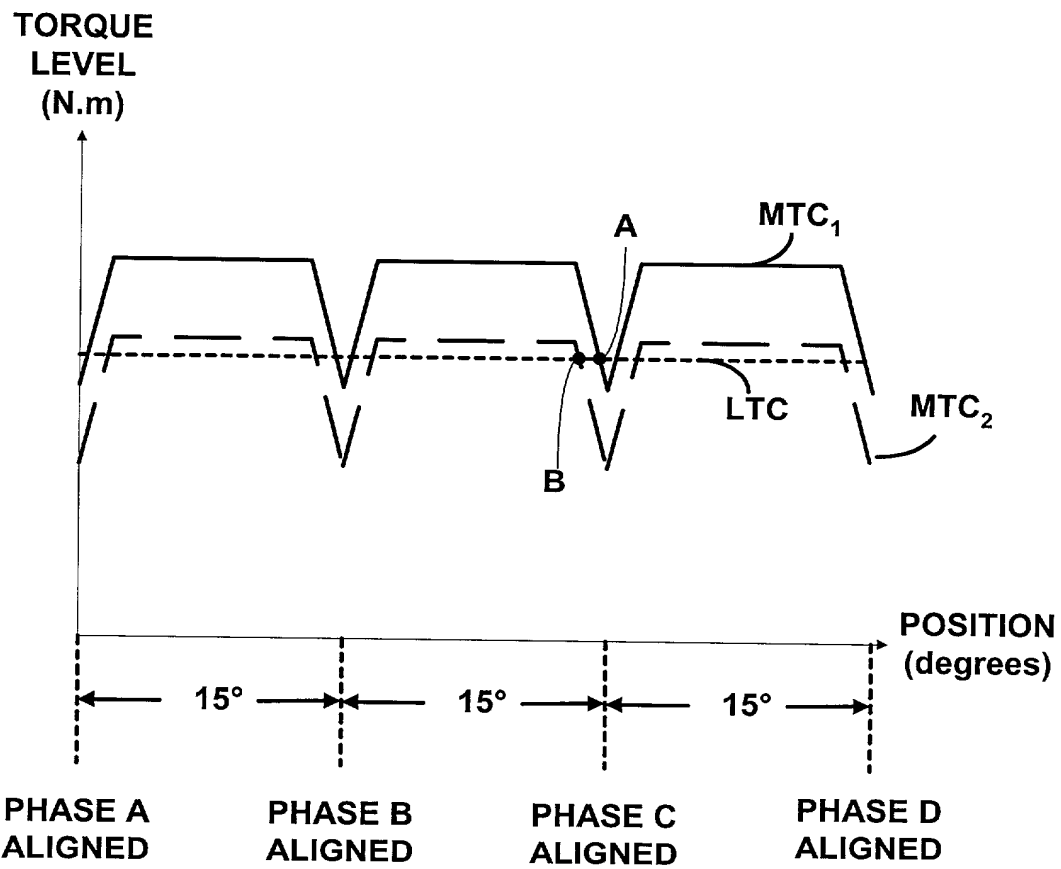 TORQUE
LEVEL
(N.m)
A
MTC₁
LTC
MTC₂
B
POSITION
(degrees)
15°
15°
15°
PHASE A
ALIGNED
PHASE B
ALIGNED
PHASE C
ALIGNED
PHASE D
ALIGNED